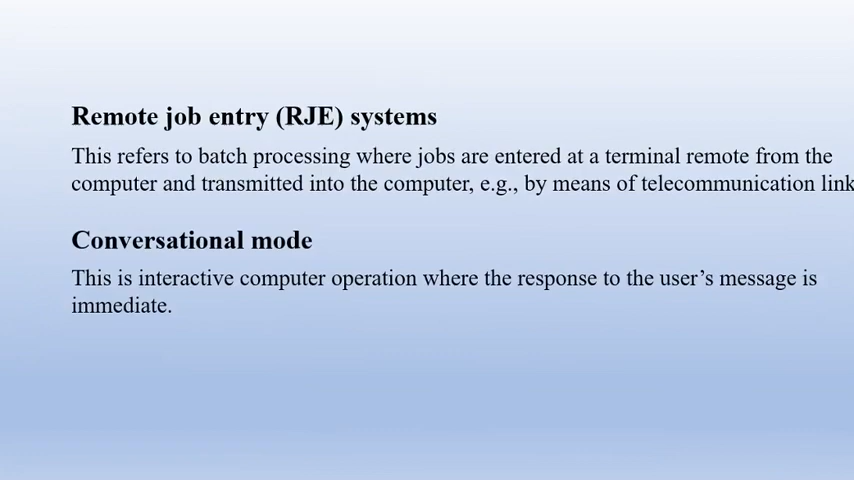 Remote job entry (RJE) systems
This refers to batch processing where jobs are entered at a terminal remote from the
computer and transmitted into the computer, e.g., by means of telecommunication link
Conversational mode
This is interactive computer operation where the response to the user’s message is
immediate.